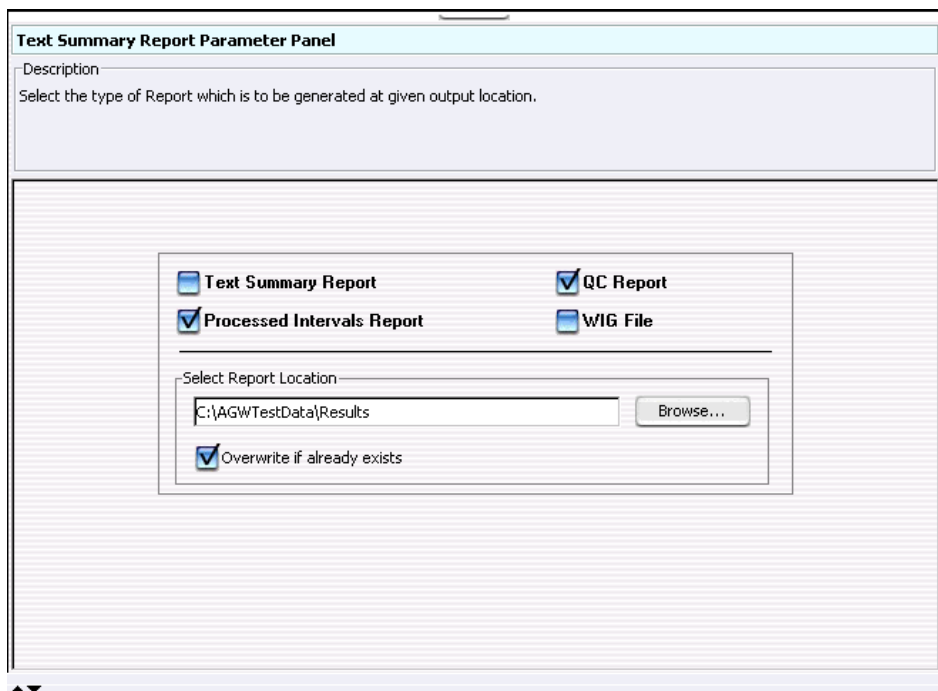 Text Summary Report Parameter Panel
Description
Select the type of Report which is to be generated at given output location.
Text Summary Report
QC Report
Processed Intervals Report
WIG File
Select Report Location
C:\AGWTestData\Results
Browse...
Overwrite if already exists